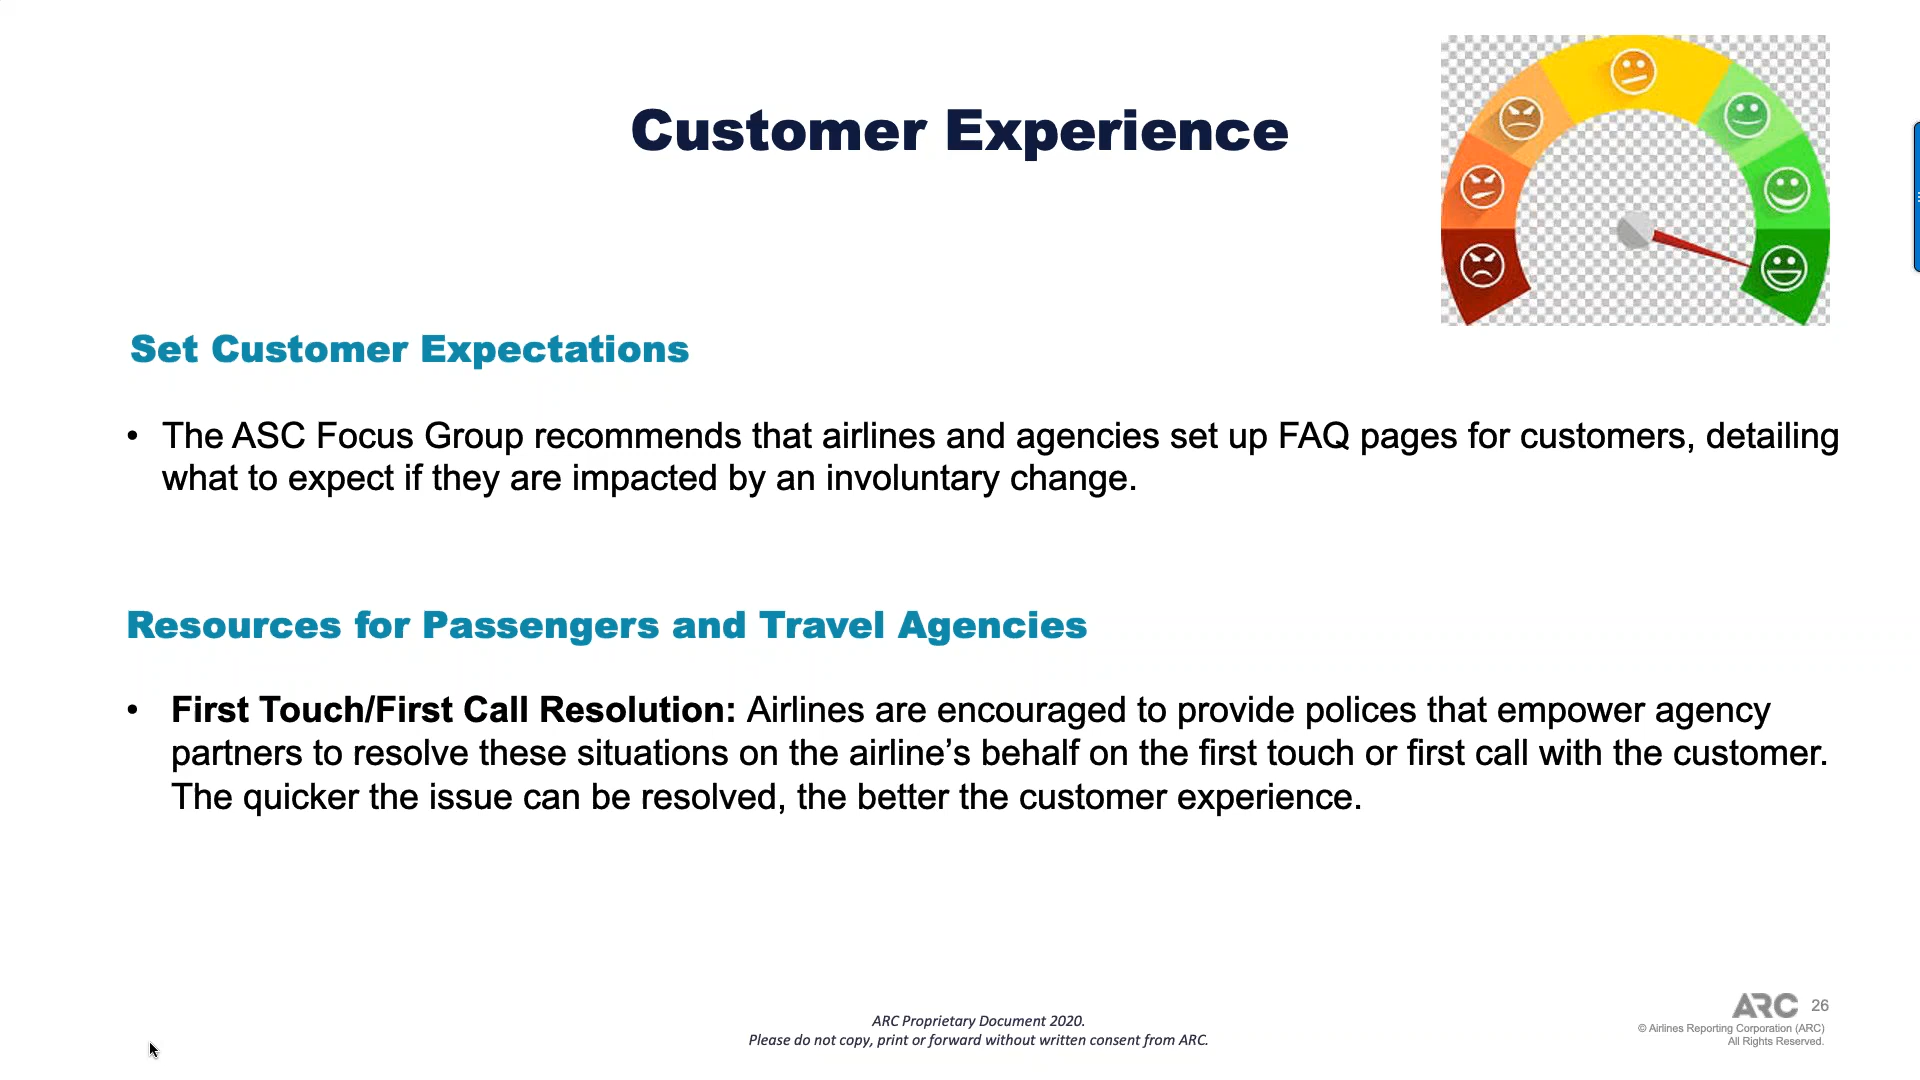 Customer Experience
Set Customer Expectations
• The ASC Focus Group recommends that airlines and agencies set up FAQ pages for customers, detailing
what to expect if they are impacted by an involuntary change.
Resources for Passengers and Travel Agencies
• First Touch/First Call Resolution: Airlines are encouraged to provide polices that empower agency
partners to resolve these situations on the airline’s behalf on the first touch or first call with the customer.
The quicker the issue can be resolved, the better the customer experience.
ARC Proprietary Document 2020.
Please do not copy, print or forward without written consent from ARC.
ARC 26
© Airlines Reporting Corporation (ARC)
All Rights Reserved.